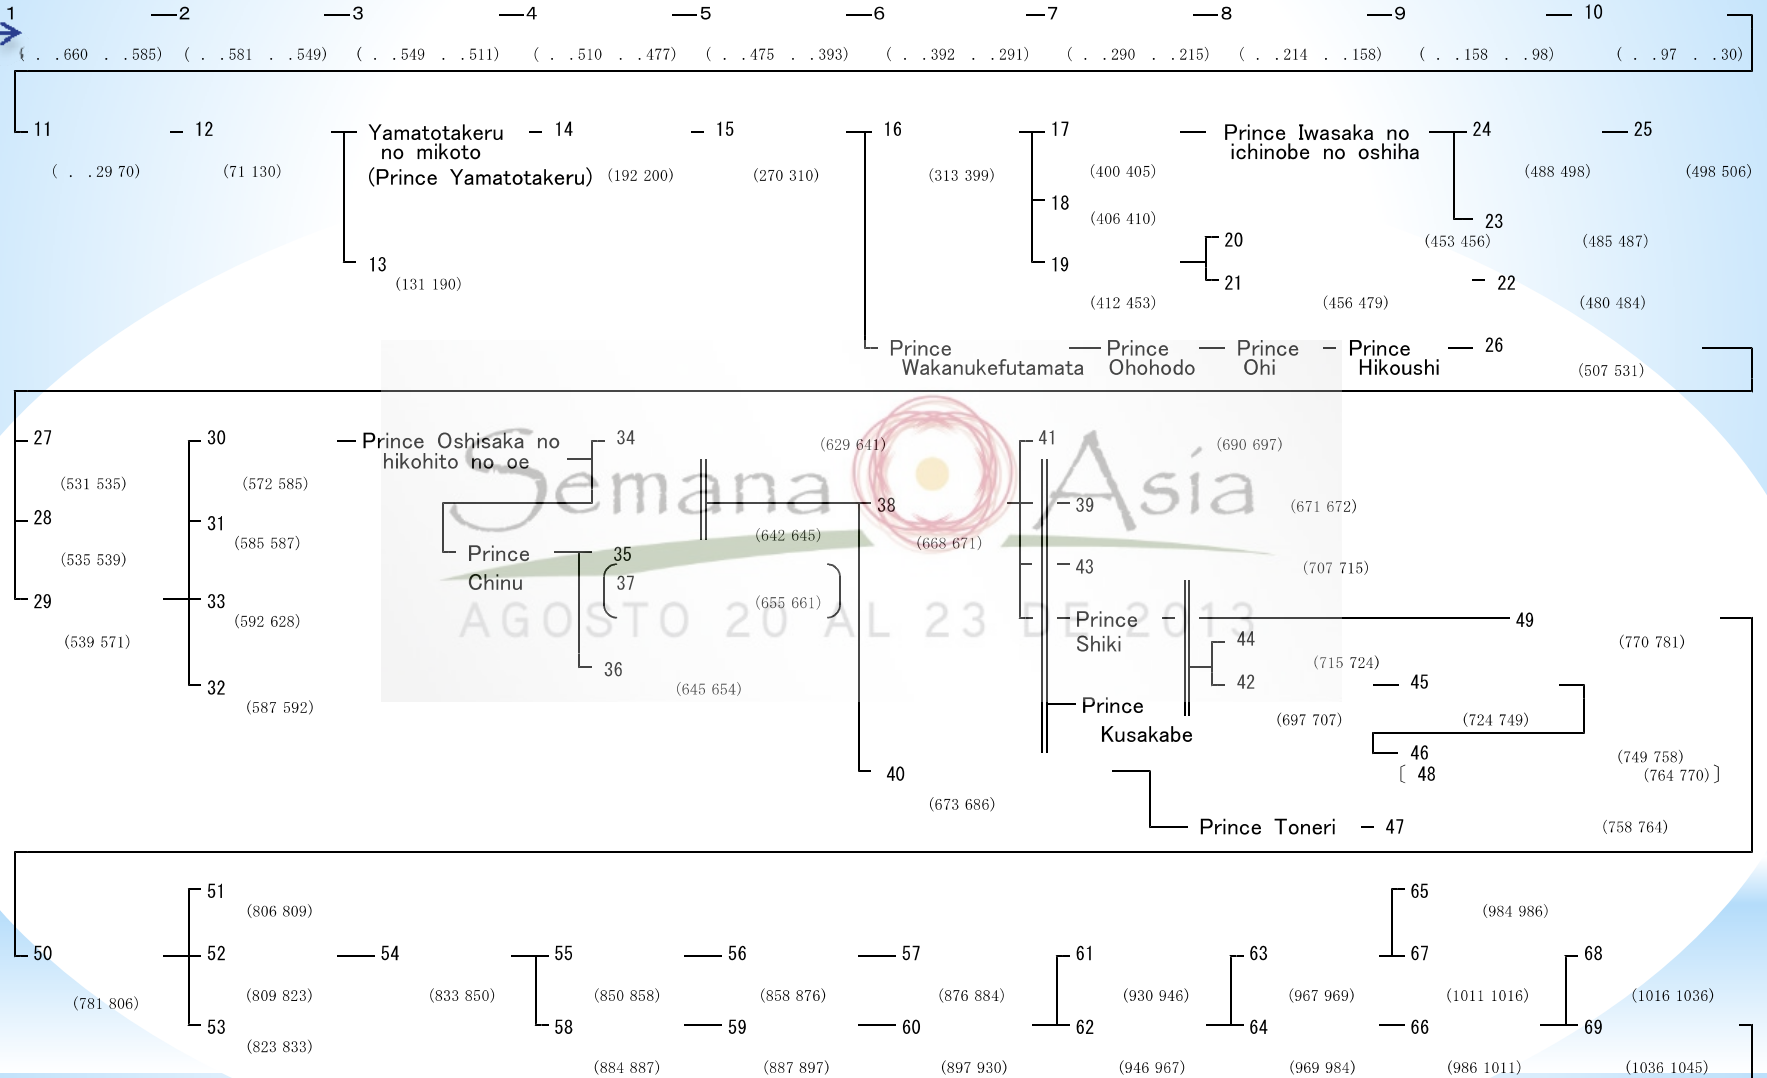 1 2 3 4 5 6 7 8 9 10
( . . 660 . . 585) ( . . 581 . . 549) ( . . 549 . . 511) ( . . 510 . . 477) ( . . 475 . . 393) ( . . 392 . . 291) ( . . 290 . . 215) ( . . 214 . . 158) ( . . 158 . . 98) ( . . 97 . . 30)
11 12 Yamatotakeru 14 15 16 17 Prince Iwasaka no 24 25
no mikoto ichinobe no oshiha
( . . 29 70) (71 130) (Prince Yamatotakeru) (192 200) (270 310) (313 399) (400 405) (488 498) (498 506)
18 23
(406 410)
20 (453 456) (485 487)
13 19
(131 190) 21 22
(412 453) (456 479) (480 484)
Prince Prince Prince Prince 26
Wakanukefutamata Ohohodo Ohi Hikoushi (507 531)
27 30 Prince Oshisaka no 34 (629 641) 41 (690 697)
hikohito no oe
(531 535) (572 585)
Semana Asia
28 31 38 39 (671 672)
(585 587) (642 645) (668 671)
(535 539) Prince 35 43 (707 715)
Chinu 37
29 33 (655 661)
(592 628) AGOSTO 20 AL 23 DE 2013 Prince 49
(539 571) Shiki 44 (770 781)
36 (715 724)
32 (645 654) 42 45
(587 592) Prince (697 707) (724 749)
Kusakabe
46 (749 758)
40 〔 48 (764 770)〕
(673 686)
Prince Toneri 47 (758 764)
51 65
(806 809) (984 986)
50 52 54 55 56 57 61 63 67 68
(781 806) (809 823) (833 850) (850 858) (858 876) (876 884) (930 946) (967 969) (1011 1016) (1016 1036)
53 58 59 60 62 64 66 69
(823 833)
(884 887) (887 897) (897 930) (946 967) (969 984) (986 1011) (1036 1045)